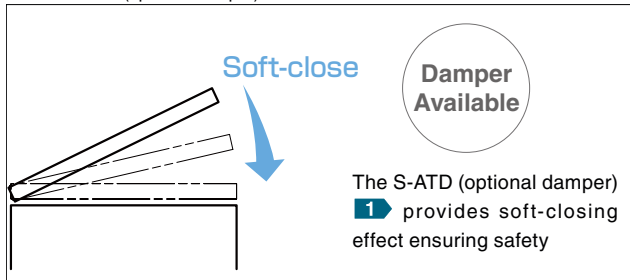 Soft-close
Damper
Available
The S-ATD (optional damper)
1 provides soft-closing
effect ensuring safety